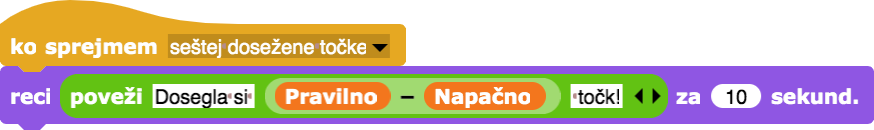 ko sprejmem seštej dosežene točke
reci poveži Dosegla si Pravilno − Napačno točk! za 10 sekund.